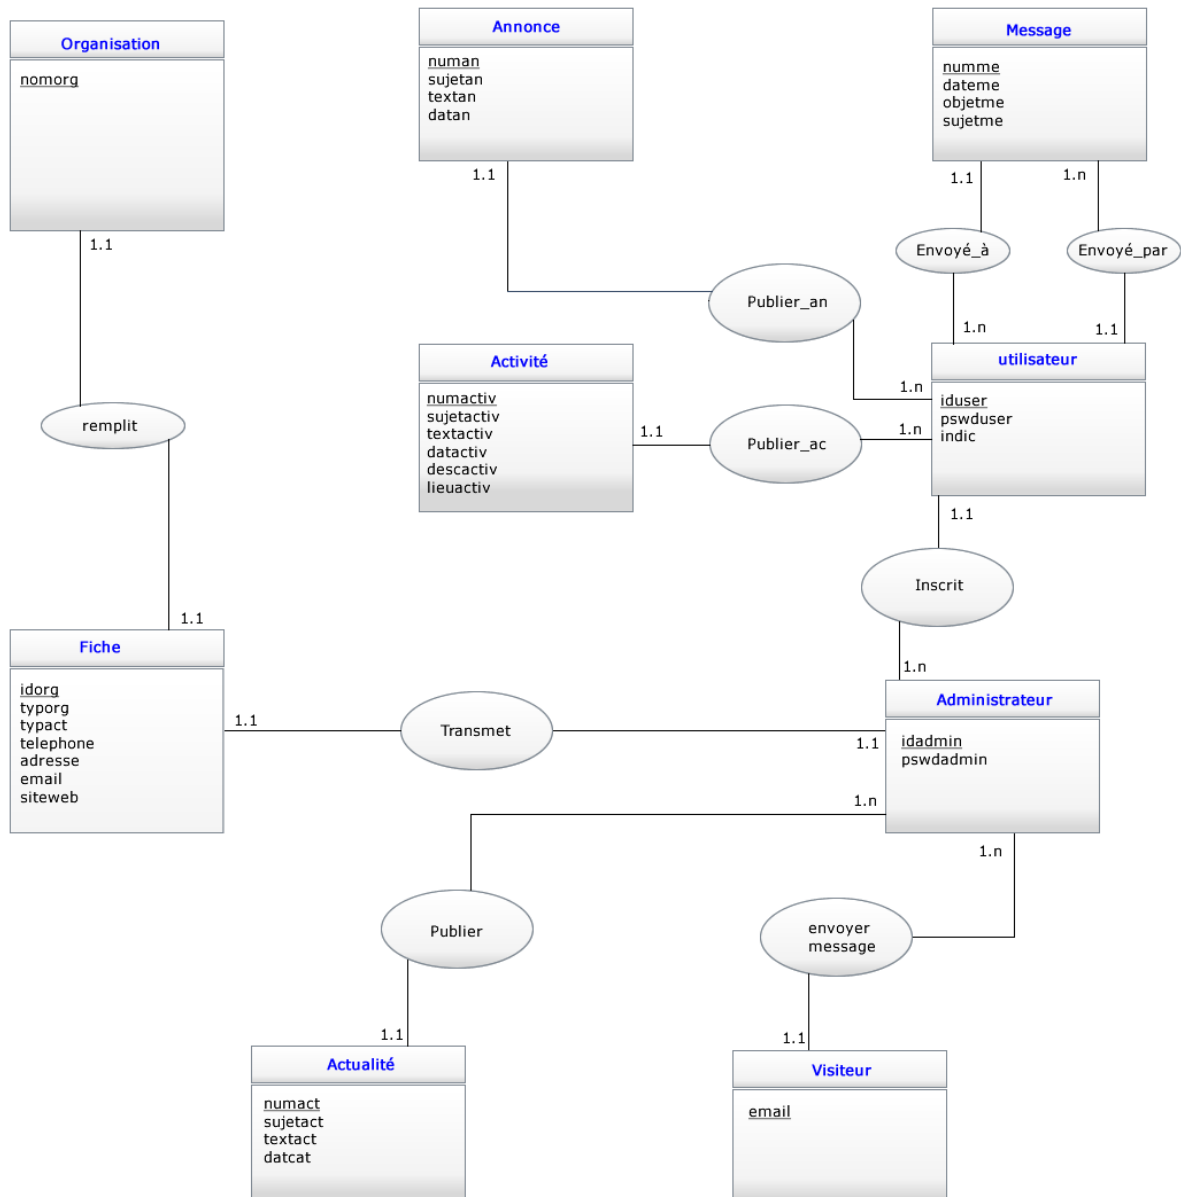 Organisation
nomorg
Annonce
numan
sujetan
textan
datan
Message
numme
dateme
objetme
sujetme
1.1
1.1
1.1
1.n
Envoyé_à
Envoyé_par
Publier_an
1.n
1.1
Activité
numactiv
sujetactiv
textactiv
datactiv
descactiv
lieuactiv
utilisateur
iduser
pswduser
indic
1.n
1.1
Publier_ac
1.n
remplit
1.1
Inscrit
1.1
1.n
Fiche
idorg
typorg
typact
telephone
adresse
email
siteweb
1.1
Transmet
1.1
Administrateur
idadmin
pswdadmin
1.n
1.n
Publier
envoyer
message
1.1
1.1
Actualité
numact
sujetact
textact
datcat
Visiteur
email